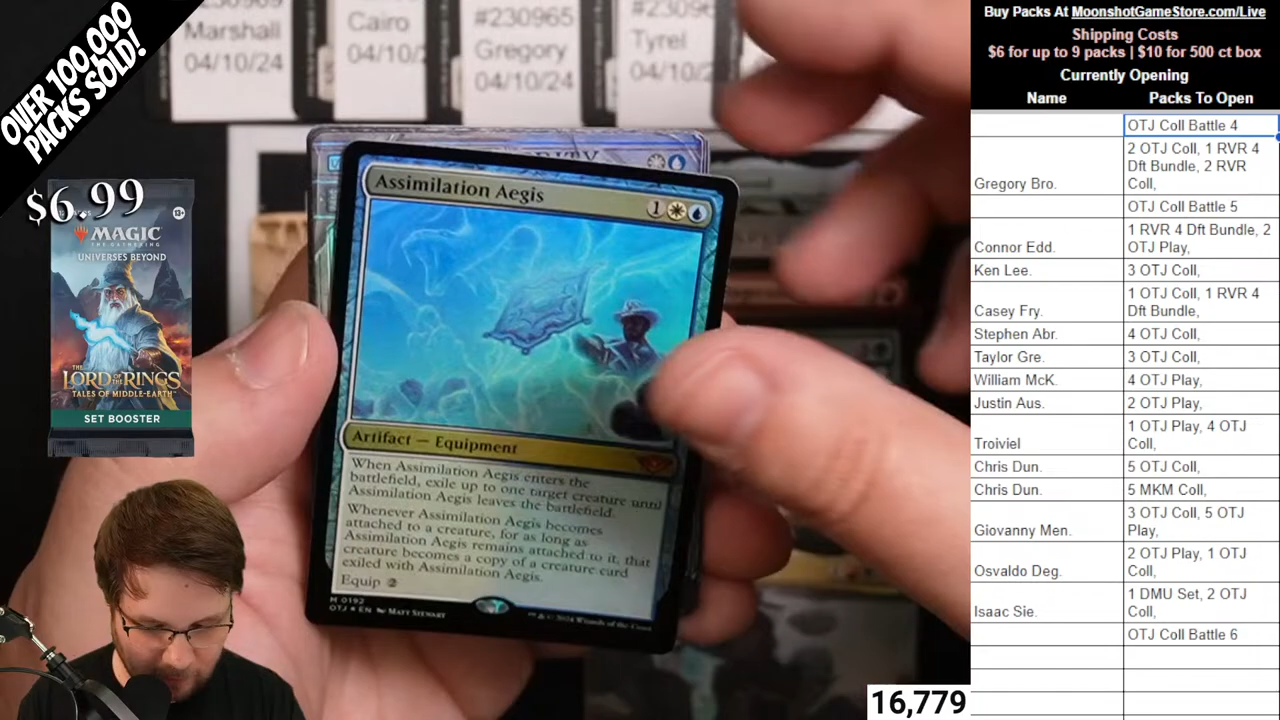 OVER 100,000
PACKS SOLD!
Marshall
04/10/24
Cairo
04/10/
#230965
Gregory
04/10/24
Tyrel
04/10/2
$6.99
MAGIC
THE GATHERING
UNIVERSES BEYOND
THE
LORD OF THE RINGS
TALES OF MIDDLE-EARTH
SET BOOSTER
Assimilation Aegis
1
Artifact — Equipment
When Assimilation Aegis enters the
battlefield, exile up to one target creature until
Assimilation Aegis leaves the battlefield.
Whenever Assimilation Aegis becomes
attached to a creature, for as long as
Assimilation Aegis remains attached to it, that
creature becomes a copy of a creature card
exiled with Assimilation Aegis.
Equip 2
M 0192
OTJ EN MATT STEWART
Buy Packs At MoonshotGameStore.com/Live
Shipping Costs
$6 for up to 9 packs | $10 for 500 ct box
Currently Opening
Name Packs To Open
OTJ Coll Battle 4
2 OTJ Coll, 1 RVR 4
Dft Bundle, 2 RVR
Gregory Bro. Coll,
OTJ Coll Battle 5
1 RVR 4 Dft Bundle, 2
Connor Edd. OTJ Play,
Ken Lee. 3 OTJ Coll,
1 OTJ Coll, 1 RVR 4
Casey Fry. Dft Bundle,
Stephen Abr. 4 OTJ Coll,
Taylor Gre. 3 OTJ Coll,
William McK. 4 OTJ Play,
Justin Aus. 2 OTJ Play,
1 OTJ Play, 4 OTJ
Troiviel Coll,
Chris Dun. 5 OTJ Coll,
Chris Dun. 5 MKM Coll,
3 OTJ Coll, 5 OTJ
Giovanny Men. Play,
2 OTJ Play, 1 OTJ
Osvaldo Deg. Coll,
1 DMU Set, 2 OTJ
Isaac Sie. Coll,
OTJ Coll Battle 6
16,779